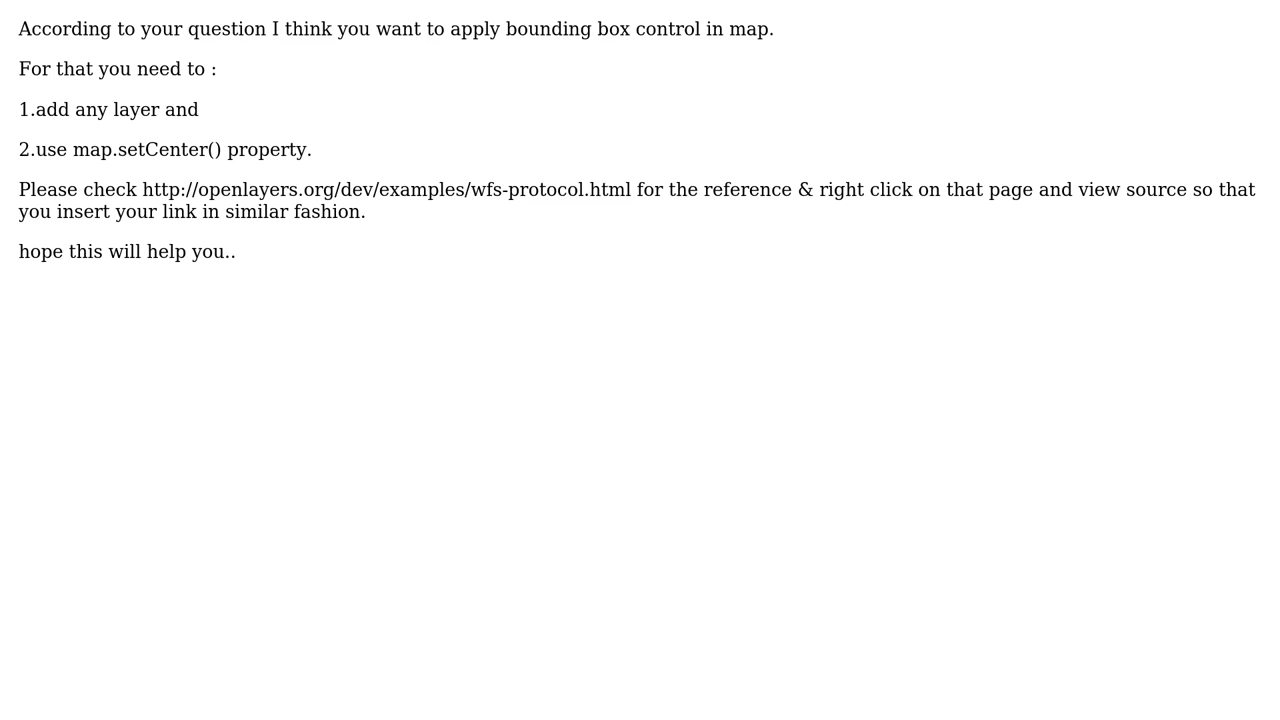 According to your question I think you want to apply bounding box control in map.
For that you need to :
1.add any layer and
2.use map.setCenter() property.
Please check http://openlayers.org/dev/examples/wfs-protocol.html for the reference & right click on that page and view source so that
you insert your link in similar fashion.
hope this will help you..